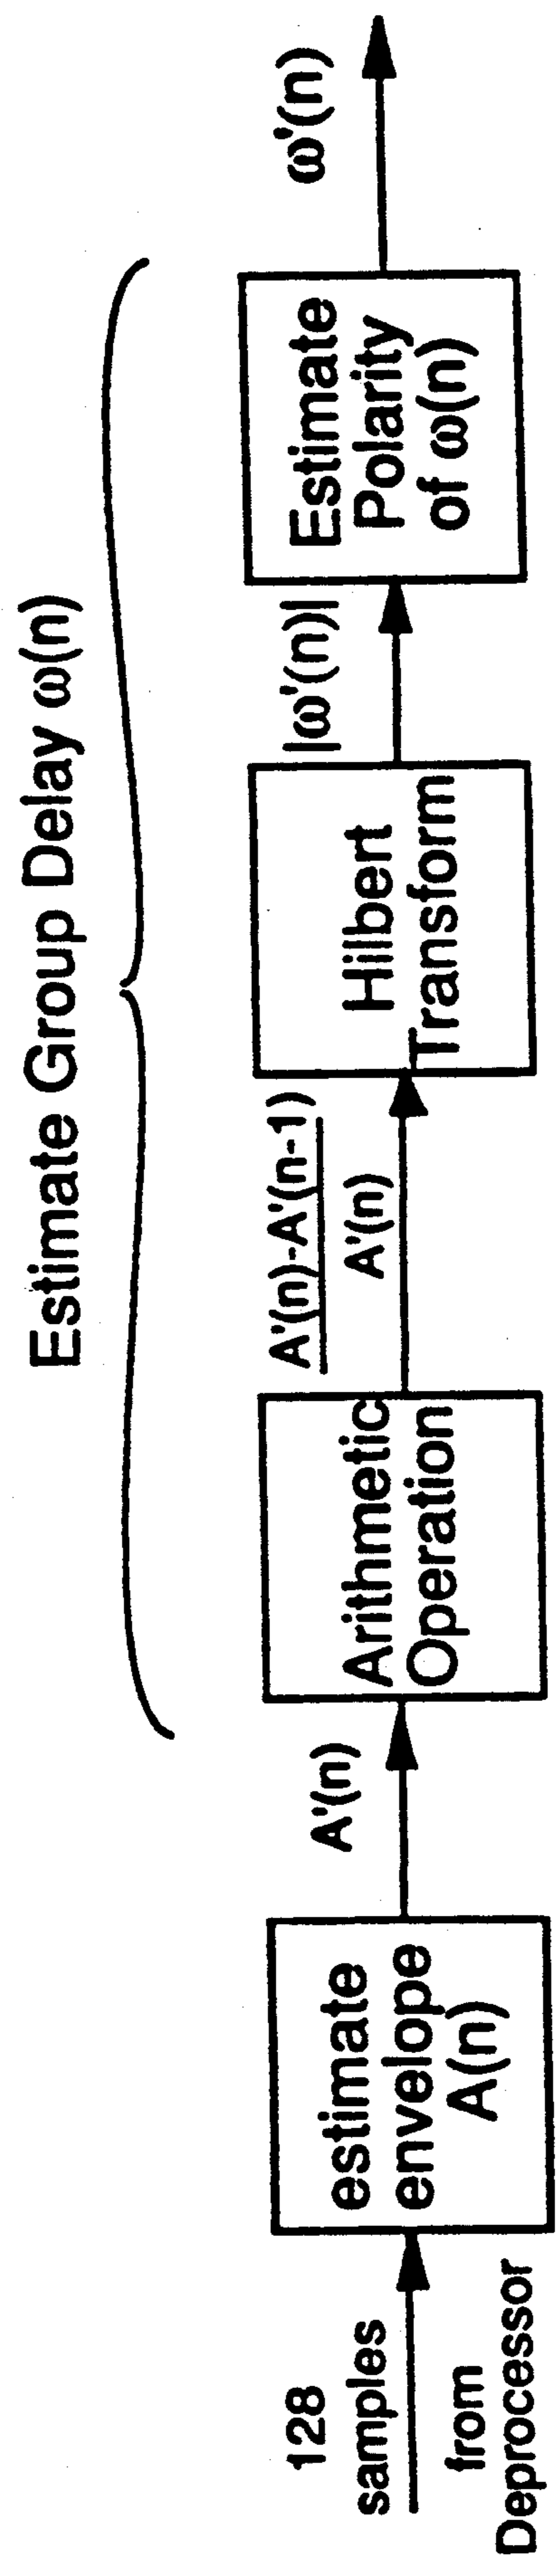 Estimate Group Delay ω(n)
128
samples
from
Deprocessor
estimate
envelope
A(n)
A'(n)
Arithmetic
Operation
A'(n)-A'(n-1)
A'(n)
Hilbert
Transform
|ω'(n)|
Estimate
Polarity
of ω(n)
ω'(n)